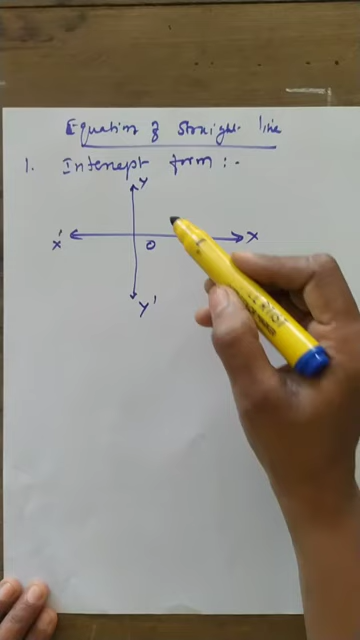 Equation of straight line
1. Intercept form :-
Y
X' O X
Y'